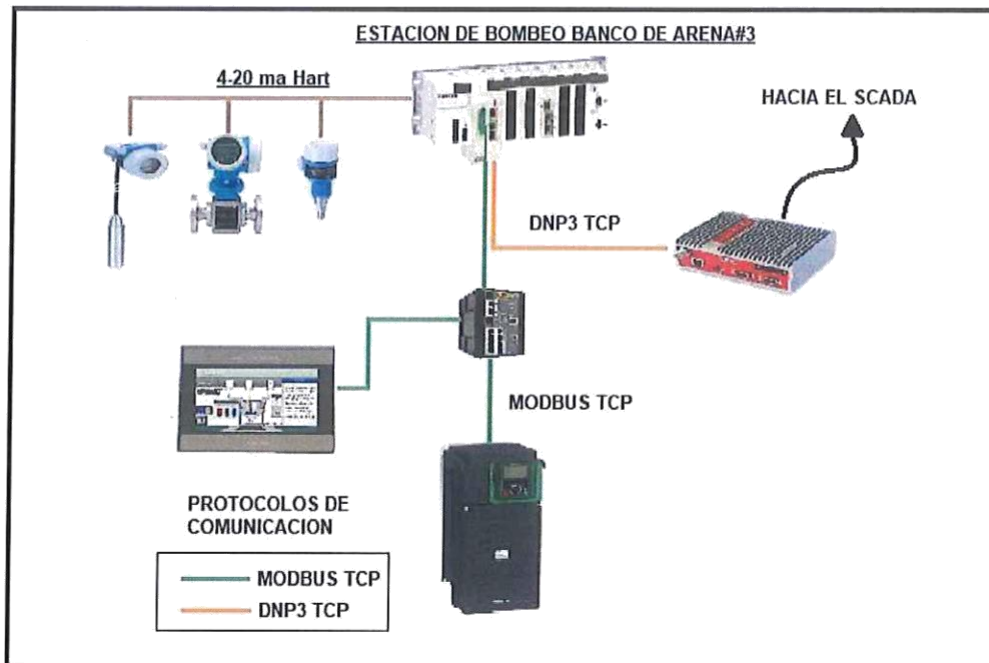 ESTACION DE BOMBEO BANCO DE ARENA#3
4-20 ma Hart
HACIA EL SCADA
DNP3 TCP
MODBUS TCP
PROTOCOLOS DE
COMUNICACION
MODBUS TCP
DNP3 TCP